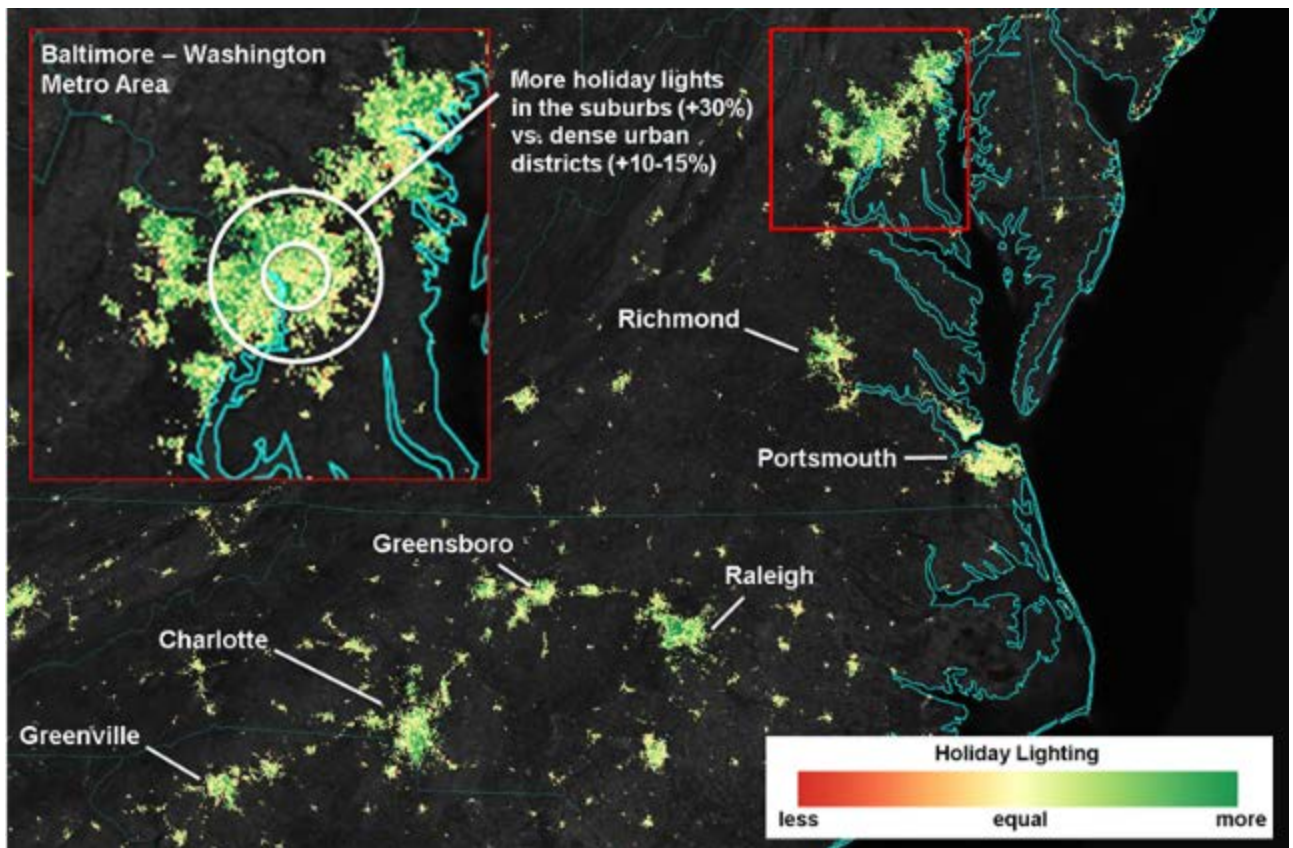 Baltimore – Washington
Metro Area
More holiday lights
in the suburbs (+30%)
vs. dense urban
districts (+10-15%)
Richmond
Portsmouth
Greensboro
Raleigh
Charlotte
Greenville
Holiday Lighting
less equal more